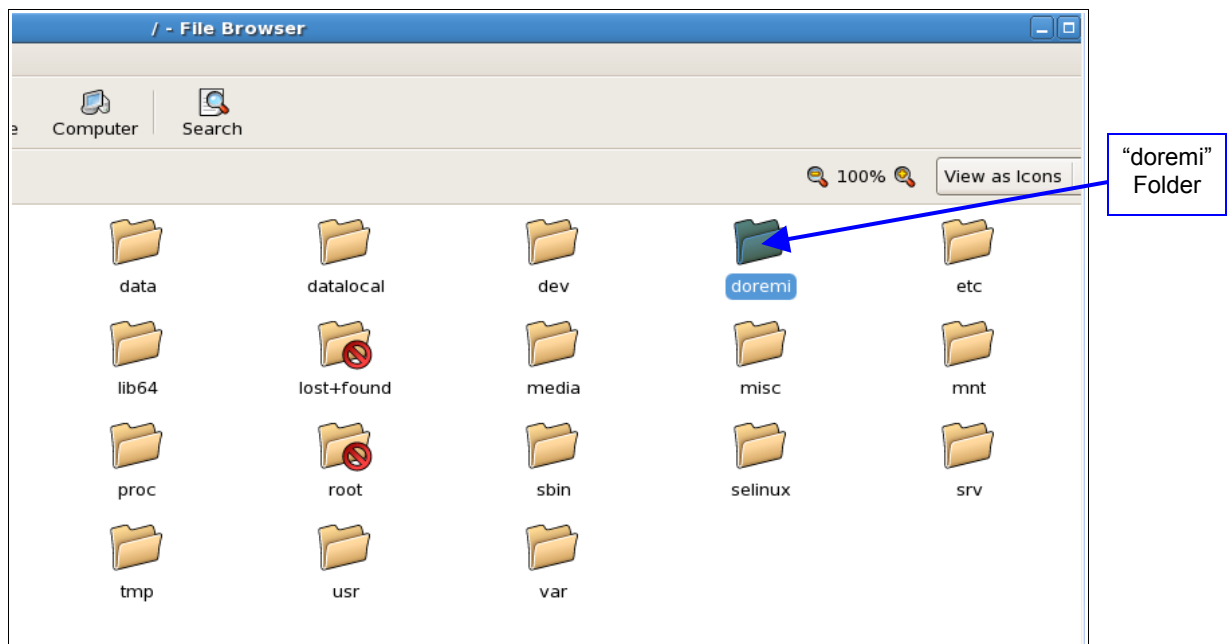 / - File Browser
Computer
Search
100%
View as Icons
“doremi”
Folder
data
datalocal
dev
doremi
etc
lib64
lost+found
media
misc
mnt
proc
root
sbin
selinux
srv
tmp
usr
var